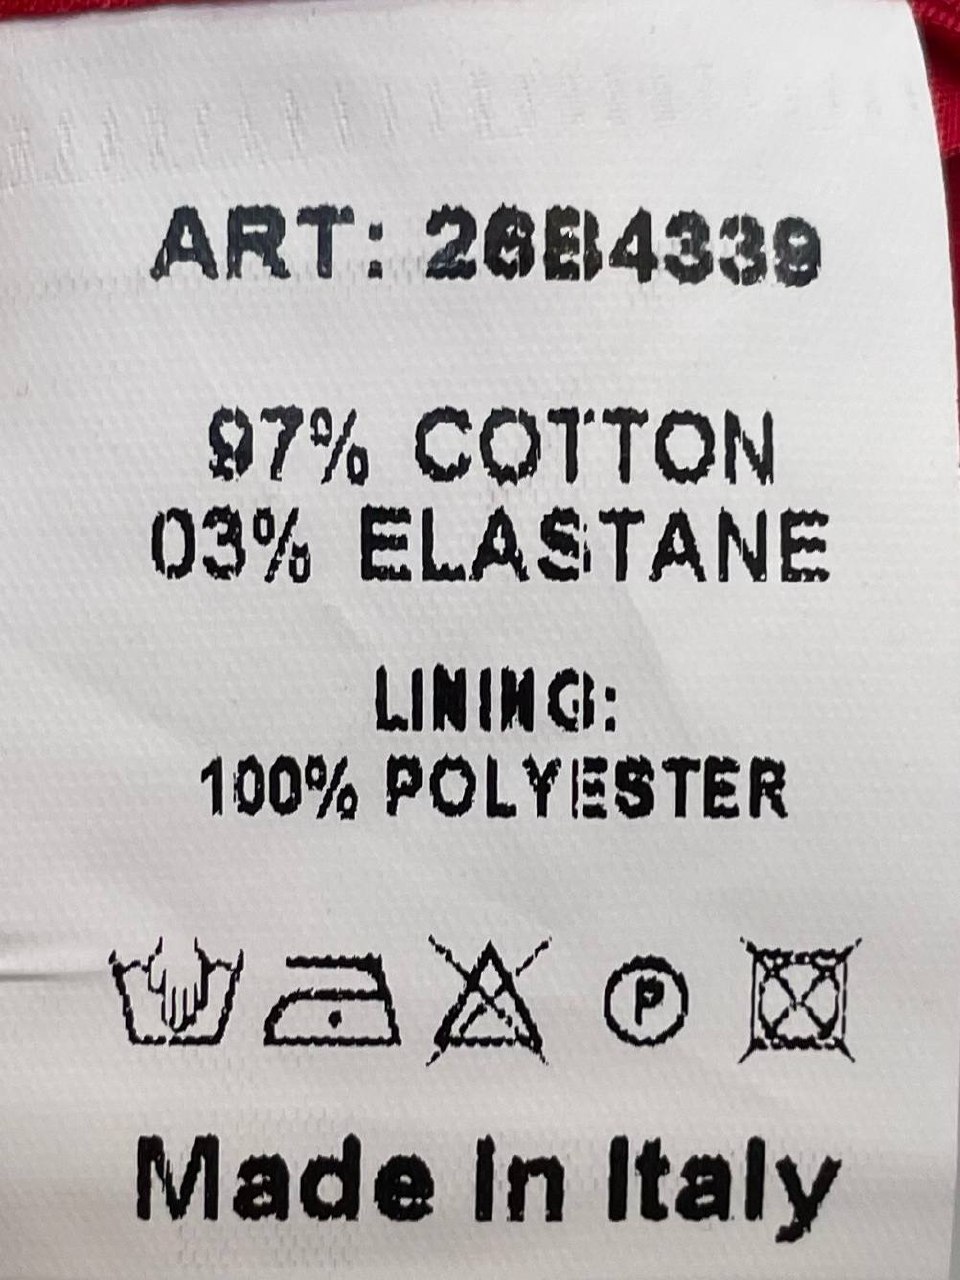 ART: 26B4339
97% COTTON
03% ELASTANE
LINING:
100% POLYESTER
P
Made In Italy